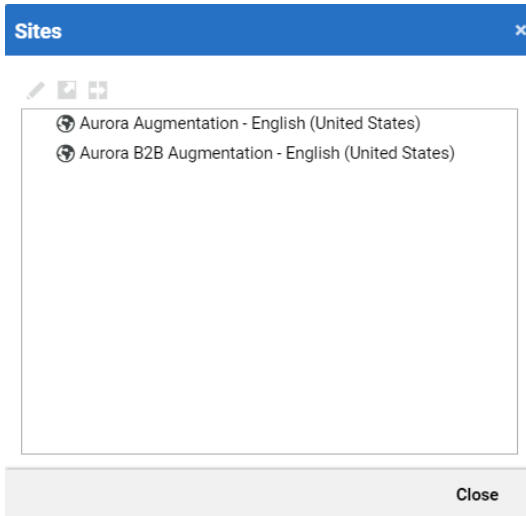 Sites
Aurora Augmentation - English (United States)
Aurora B2B Augmentation - English (United States)
Close